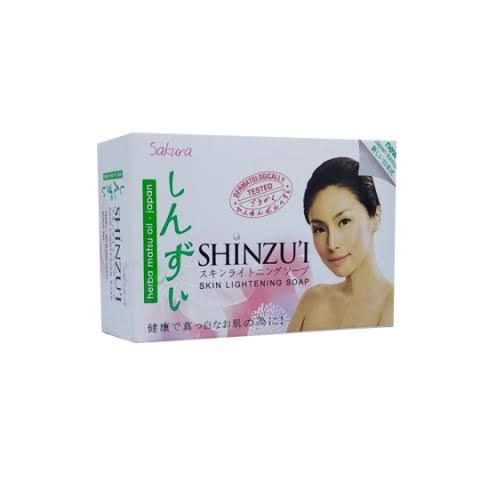 Sakura
herba matsu oil · japan
しんずい
DERMATOLOGICALLY
TESTED
SHINZU'I
スキンライトニングソープ
SKIN LIGHTENING SOAP
健康で真っ白なお肌の為に!
new
しんずい
SHINZU'I